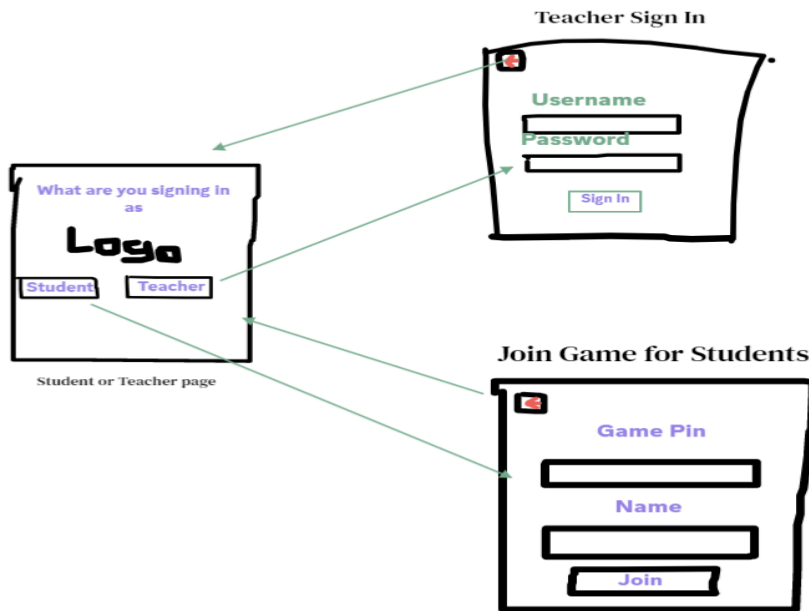 Teacher Sign In
Username
Password
Sign In
What are you signing in
as
Logo
Student
Teacher
Student or Teacher page
Join Game for Students
Game Pin
Name
Join